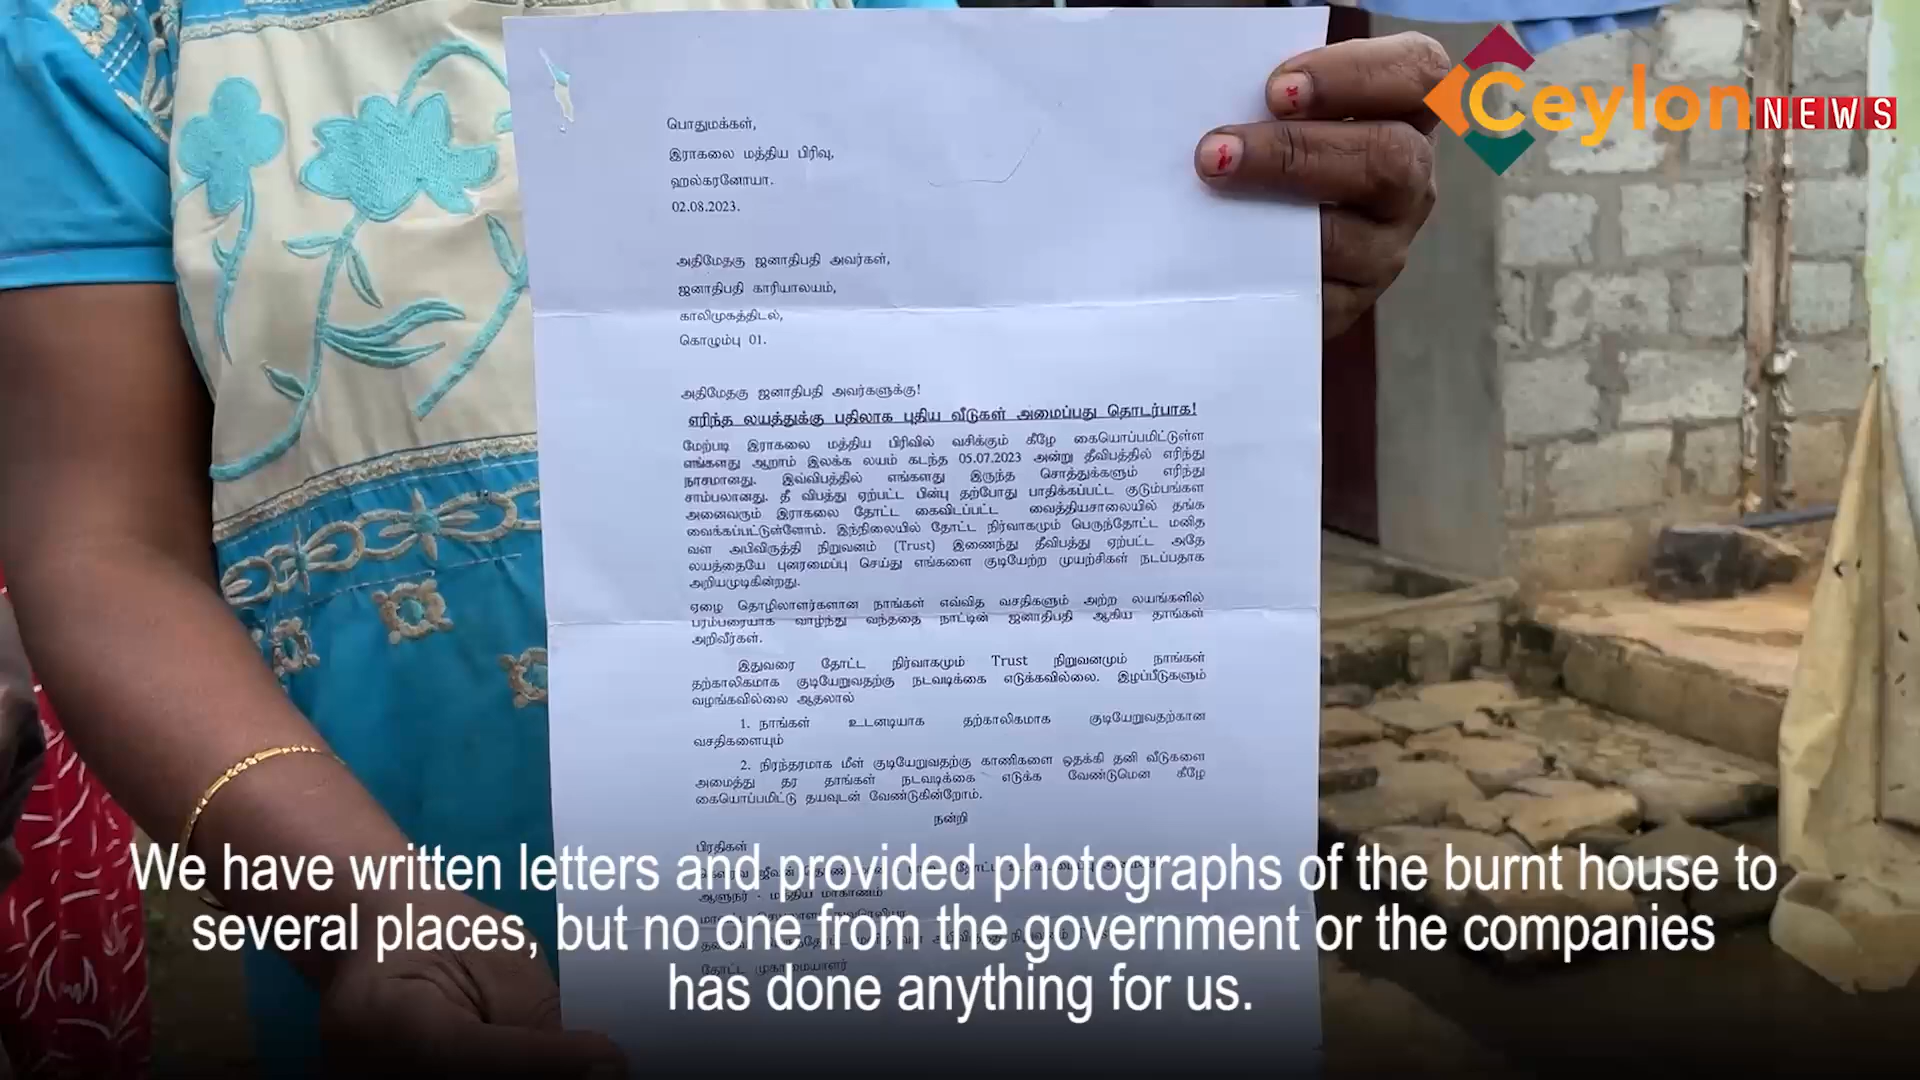 Ceylon NEWS
பொதுமக்கள்,
இராகலை மத்திய பிரிவு,
ஹல்கரனோயா.
02.08.2023.
அதிமேதகு ஜனாதிபதி அவர்கள்,
ஜனாதிபதி காரியாலயம்,
காலிமுகத்திடல்,
கொழும்பு 01.
அதிமேதகு ஜனாதிபதி அவர்களுக்கு!
எரிந்த லயத்துக்கு பதிலாக புதிய வீடுகள் அமைப்பது தொடர்பாக!
மேற்படி இராகலை மத்திய பிரிவில் வசிக்கும் கீழே கையொப்பமிட்டுள்ள
எங்களது ஆறாம் இலக்க லயம் கடந்த 05.07.2023 அன்று தீவிபத்தில் எரிந்து
நாசமானது. இவ்விபத்தில் எங்களது இருந்த சொத்துக்களும் எரிந்து
சாம்பலானது. தீ விபத்து ஏற்பட்ட பின்பு தற்போது பாதிக்கப்பட்ட குடும்பங்கள
அனைவரும் இராகலை தோட்ட கைவிடப்பட்ட வைத்தியசாலையில் தங்க
வைக்கப்பட்டுள்ளோம். இந்நிலையில் தோட்ட நிர்வாகமும் பெருந்தோட்ட மனித
வள அபிவிருத்தி நிறுவனம் (Trust) இணைந்து தீவிபத்து ஏற்பட்ட அதே
லயத்தையே புனரமைப்பு செய்து எங்களை குடியேற்ற முயற்சிகள் நடப்பதாக
அறியமுடிகின்றது.
ஏழை தொழிலாளர்களான நாங்கள் எவ்வித வசதிகளும் அற்ற லயங்களில்
பரம்பரையாக வாழ்ந்து வந்ததை நாட்டின் ஜனாதிபதி ஆகிய தாங்கள்
அறிவீர்கள்.
இதுவரை தோட்ட நிர்வாகமும் Trust நிறுவனமும் நாங்கள்
தற்காலிகமாக குடியேறுவதற்கு நடவடிக்கை எடுக்கவில்லை. இழப்பீடுகளும்
வழங்கவில்லை ஆதலால்
1. நாங்கள் உடனடியாக தற்காலிகமாக குடியேறுவதற்கான
வசதிகளையும்
2. நிரந்தரமாக மீள் குடியேறுவதற்கு காணிகளை ஒதக்கி தனி வீடுகளை
அமைத்து தர தாங்கள் நடவடிக்கை எடுக்க வேண்டுமென கீழே
கையொப்பமிட்டு தயவுடன் வேண்டுகின்றோம்.
நன்றி
பிரதிகள்
ஆளுநர் - மத்திய மாகாணம்
We have written letters and provided photographs of the burnt house to
several places, but no one from the government or the companies
has done anything for us.